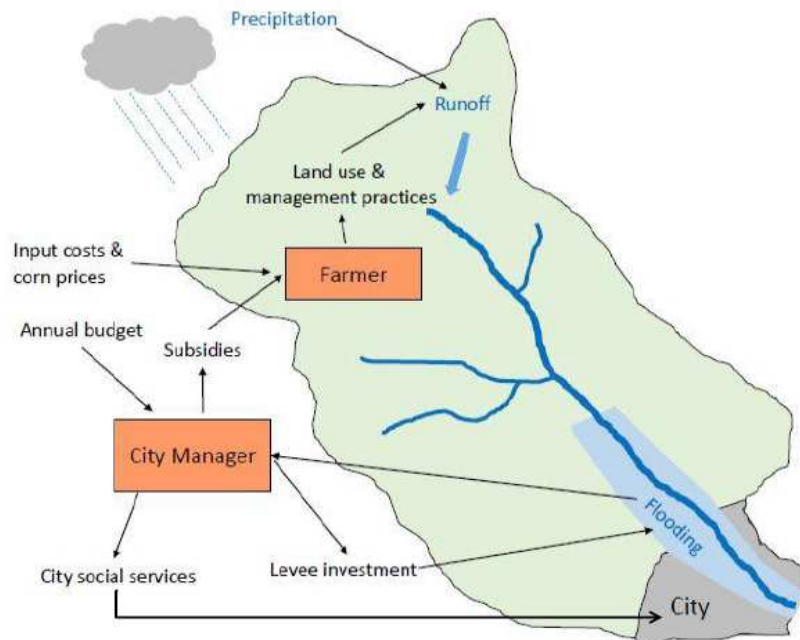 Precipitation
Runoff
Land use &
management practices
Input costs &
corn prices
Farmer
Annual budget
Subsidies
City Manager
Flooding
City social services
Levee investment
City